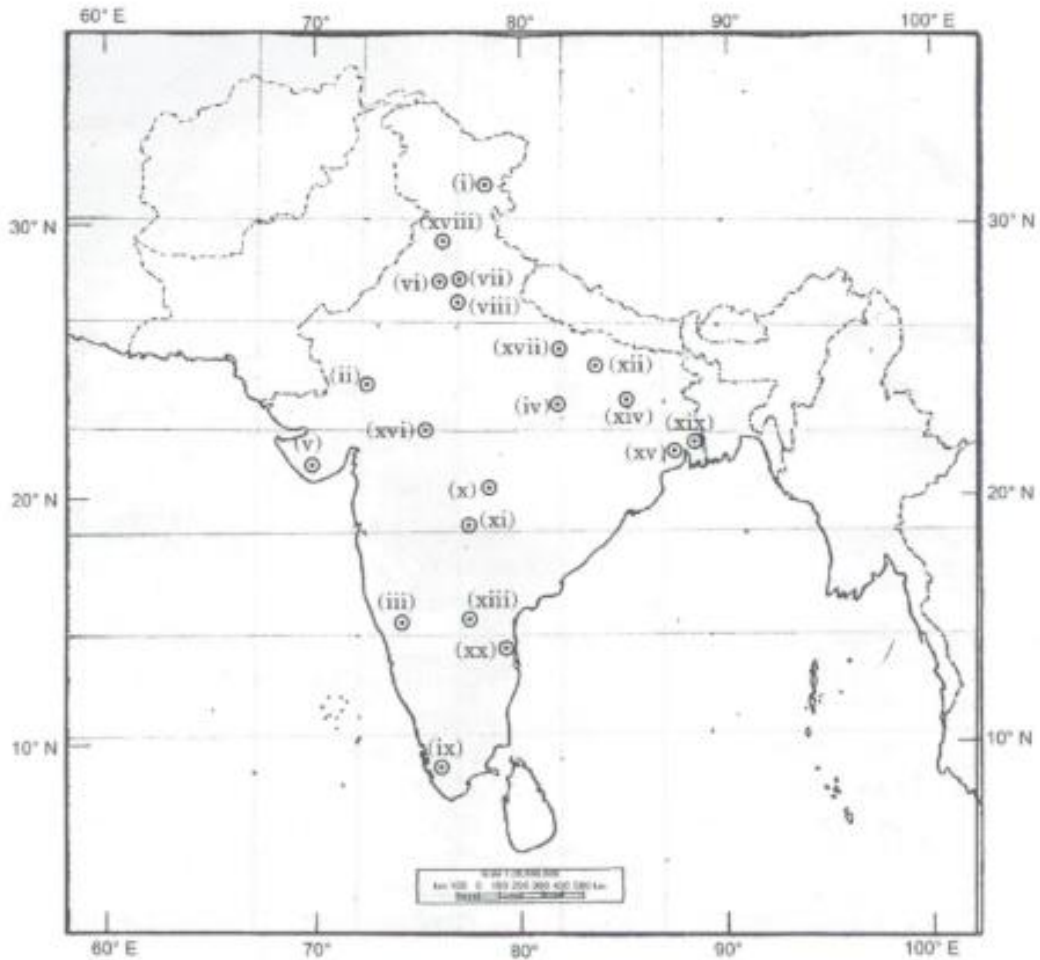 60° E 70° 80° 90° 100° E
(i)
30° N 30° N
(xviii)
(vi) (vii)
(viii)
(xvii)
(xii)
(ii)
(iv)
(xiv)
(xvi) (xix)
(v) (xv)
(x)
20° N 20° N
(xi)
(iii) (xiii)
(xx)
10° N 10° N
(ix)
60° E 70° 80° 90° 100° E